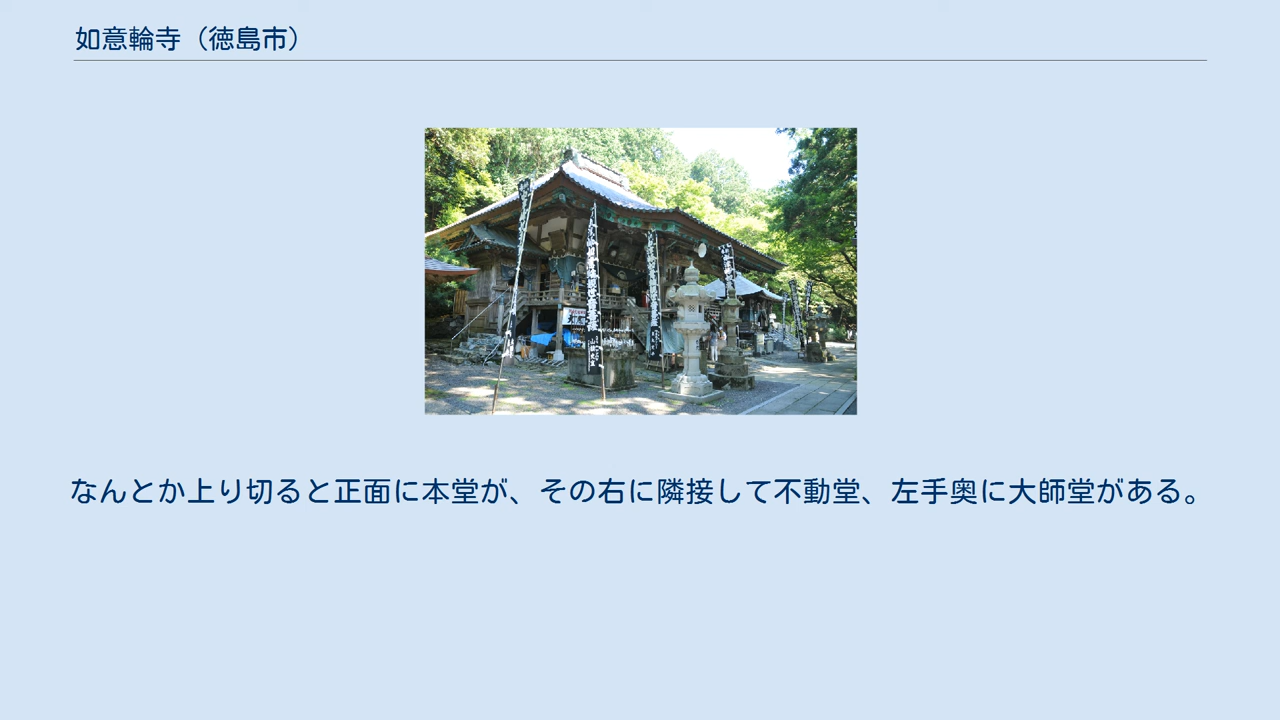 如意輪寺（徳島市）
なんとか上り切ると正面に本堂が、その右に隣接して不動堂、左手奥に大師堂がある。